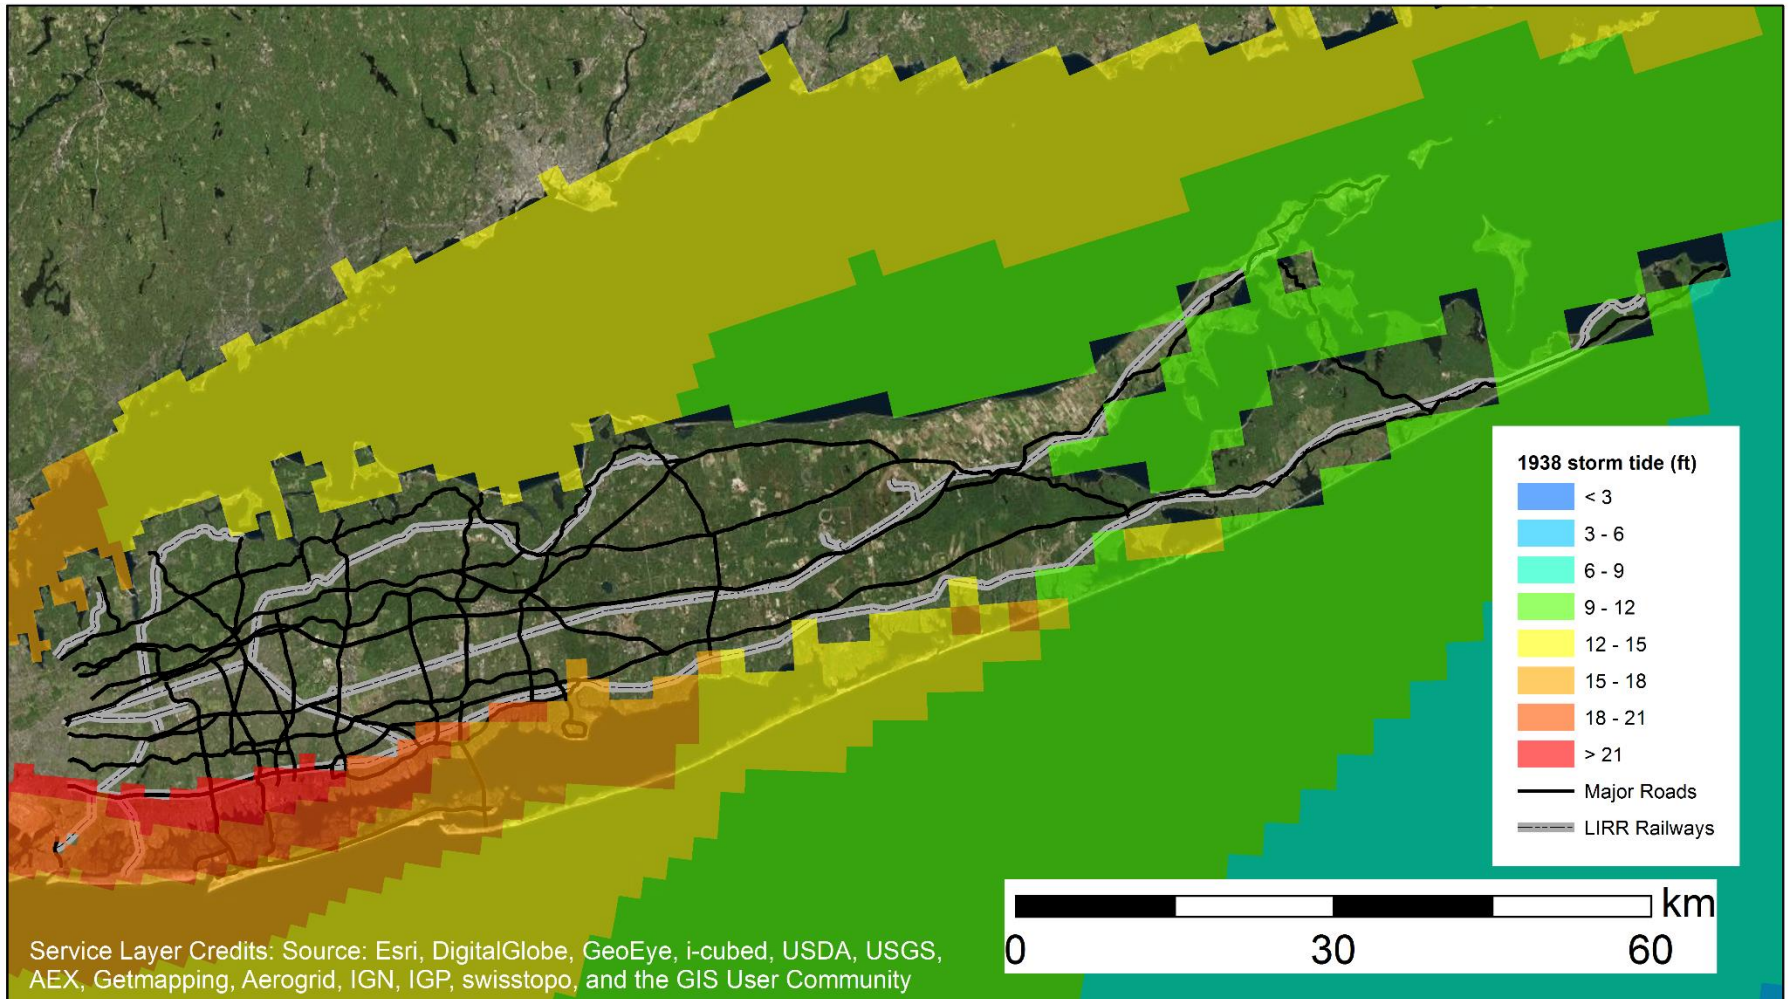 1938 storm tide (ft)
< 3
3 - 6
6 - 9
9 - 12
12 - 15
15 - 18
18 - 21
> 21
Major Roads
LIRR Railways
km
0 30 60
Service Layer Credits: Source: Esri, DigitalGlobe, GeoEye, i-cubed, USDA, USGS,
AEX, Getmapping, Aerogrid, IGN, IGP, swisstopo, and the GIS User Community